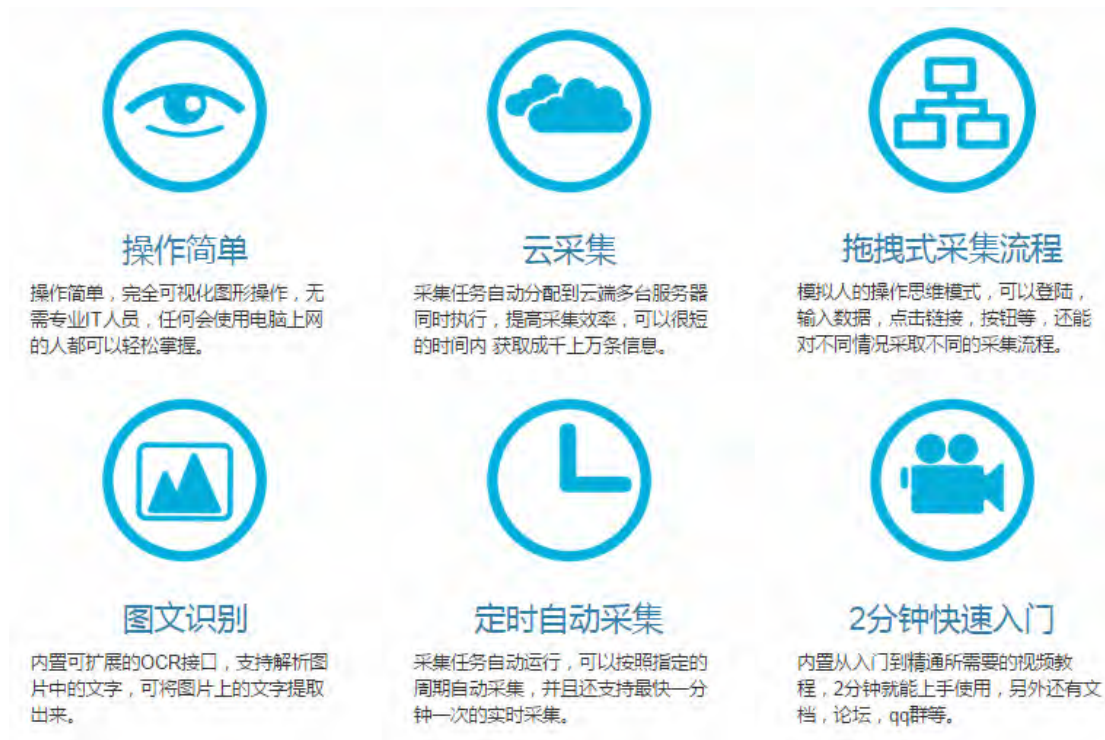 操作简单
操作简单，完全可视化图形操作，无
需专业IT人员，任何会使用电脑上网
的人都可以轻松掌握。
云采集
采集任务自动分配到云端多台服务器
同时执行，提高采集效率，可以很短
的时间内 获取成千上万条信息。
拖拽式采集流程
模拟人的操作思维模式，可以登陆，
输入数据，点击链接，按钮等，还能
对不同情况采取不同的采集流程。
图文识别
内置可扩展的OCR接口，支持解析图
片中的文字，可将图片上的文字提取
出来。
定时自动采集
采集任务自动运行，可以按照指定的
周期自动采集，并且还支持最快一分
钟一次的实时采集。
2分钟快速入门
内置从入门到精通所需要的视频教
程，2分钟就能上手使用，另外还有文
档，论坛，qq群等。